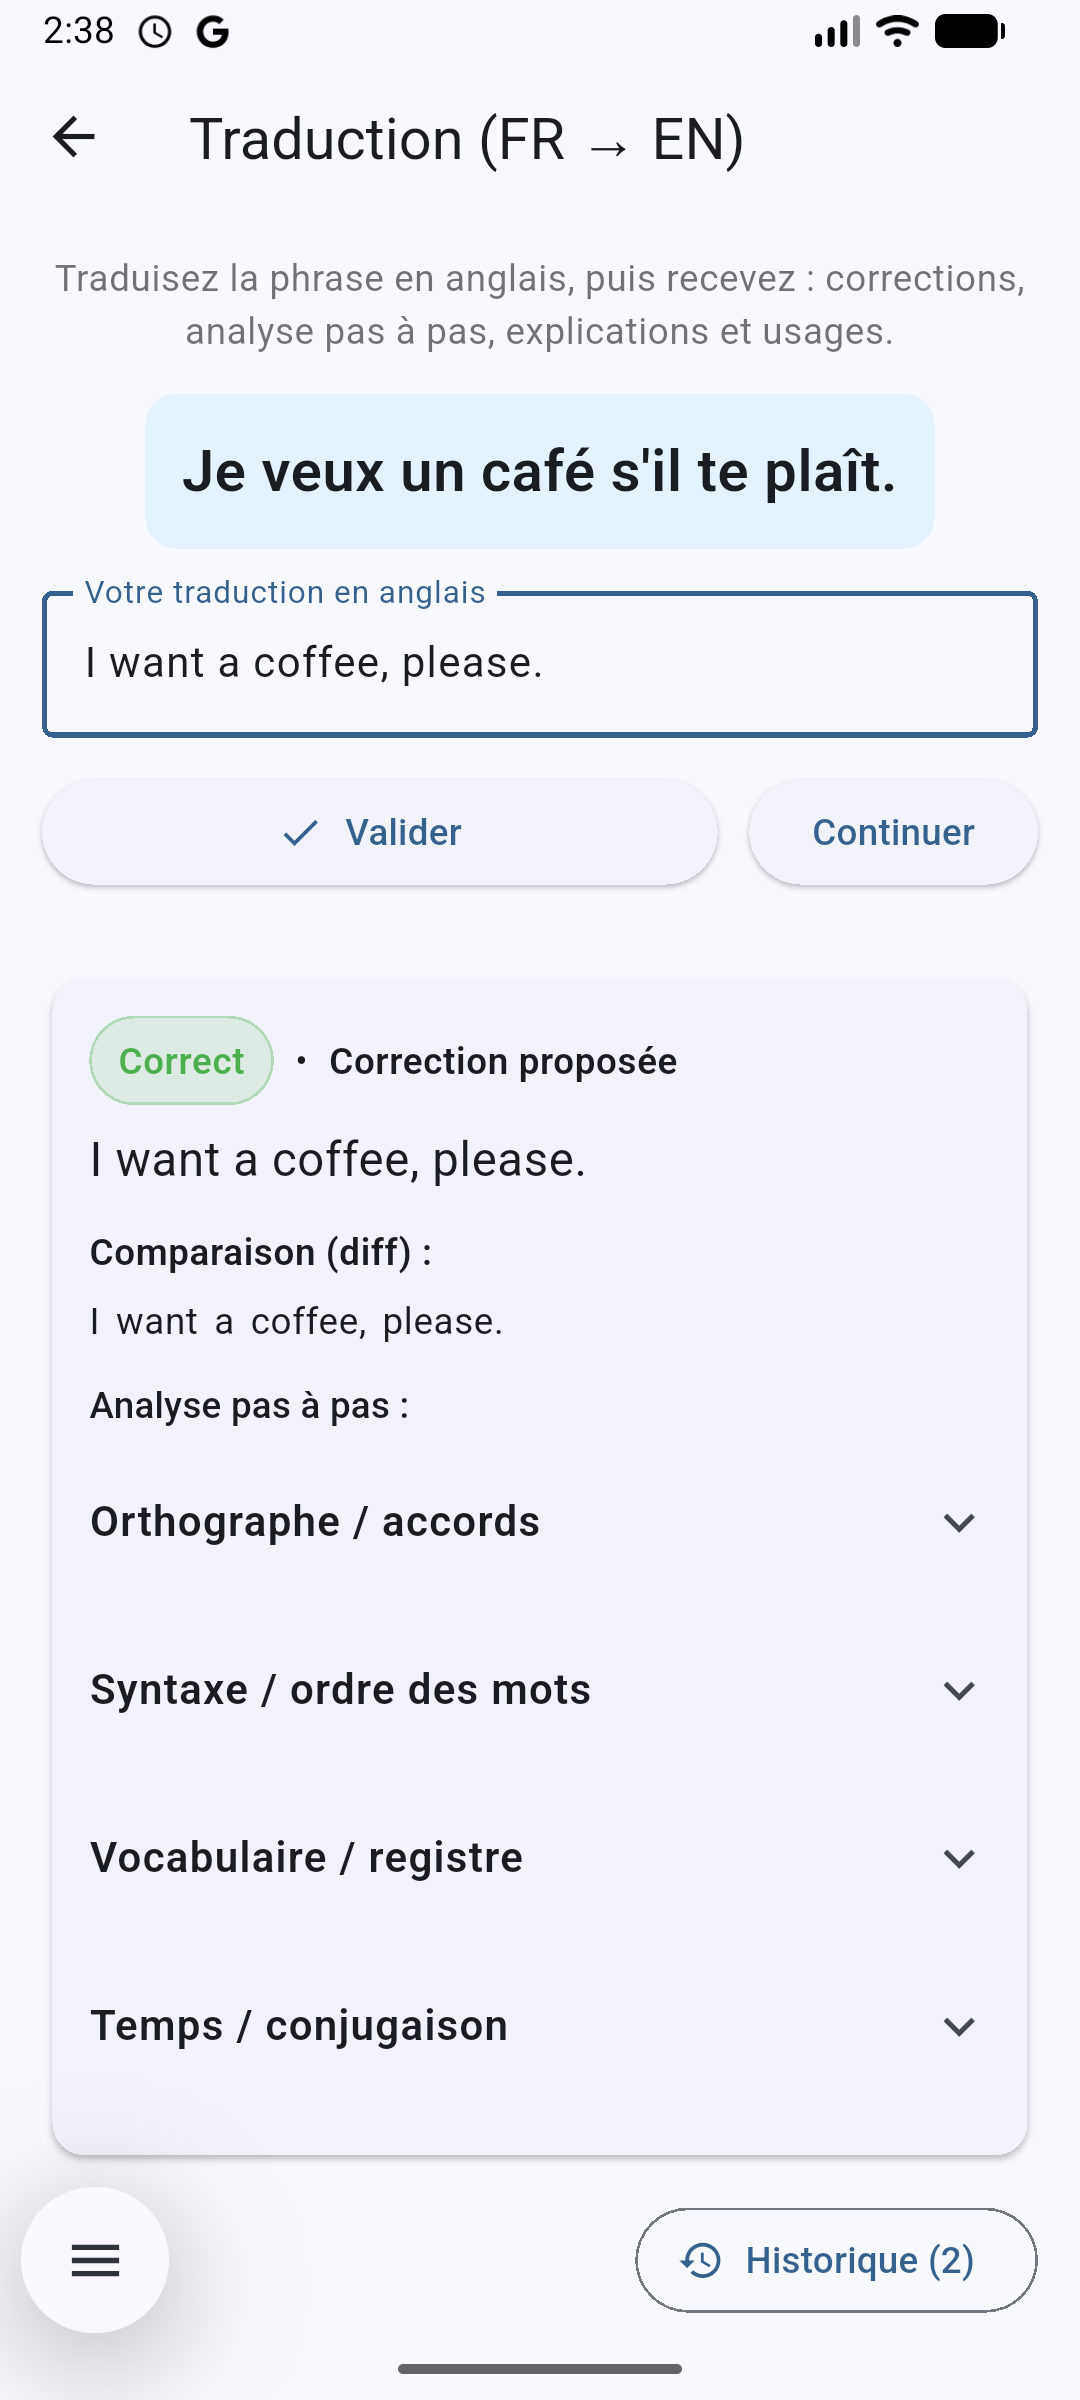 2:38
Traduction (FR → EN)
Traduisez la phrase en anglais, puis recevez : corrections,
analyse pas à pas, explications et usages.
Je veux un café s'il te plaît.
Votre traduction en anglais
I want a coffee, please.
Valider
Continuer
Correct • Correction proposée
I want a coffee, please.
Comparaison (diff) :
I want a coffee, please.
Analyse pas à pas :
Orthographe / accords
Syntaxe / ordre des mots
Vocabulaire / registre
Temps / conjugaison
Historique (2)